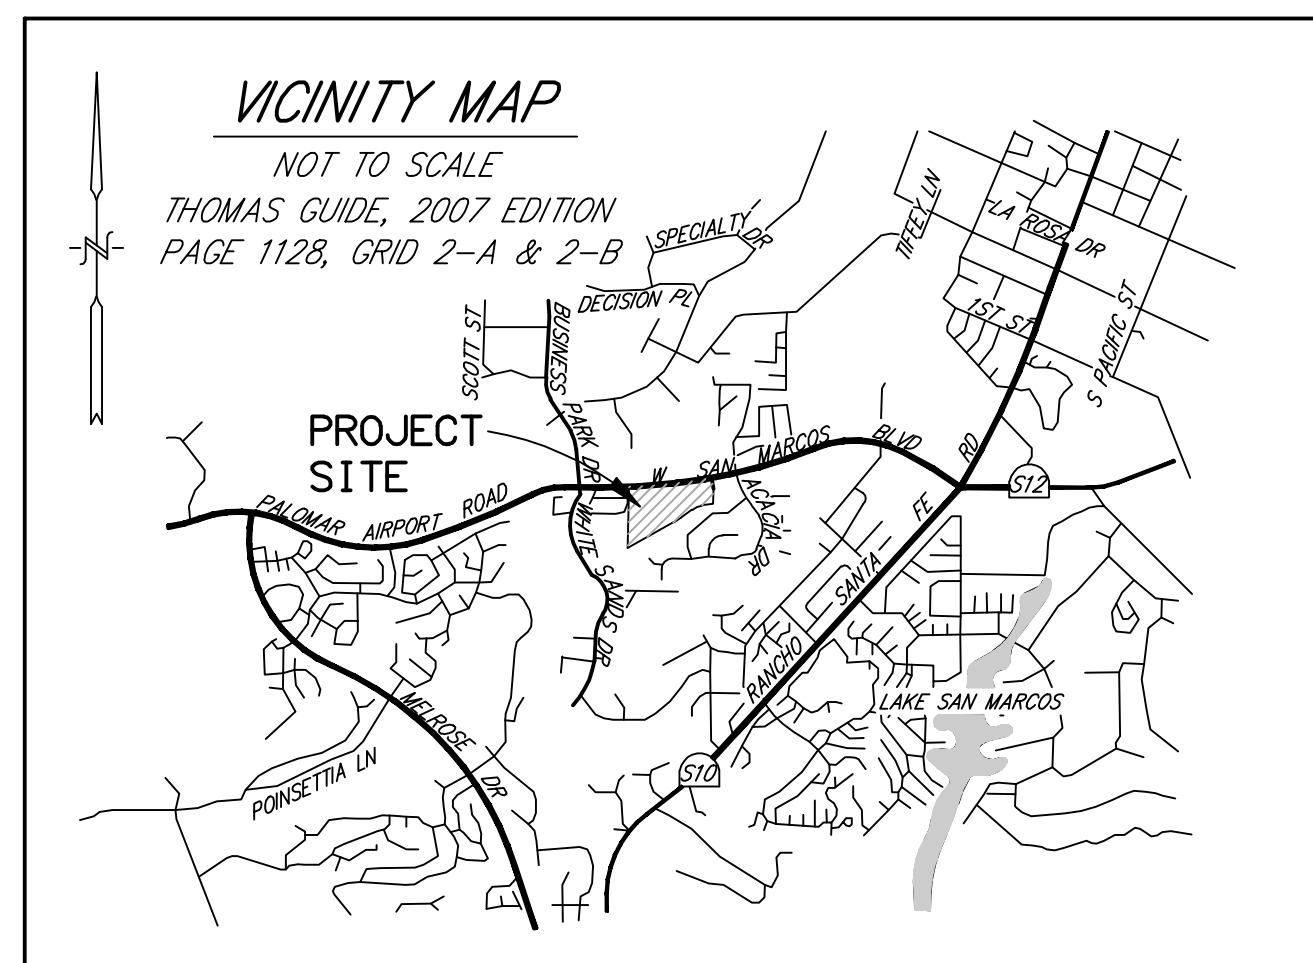 VICINITY MAP
NOT TO SCALE
THOMAS GUIDE, 2007 EDITION
PAGE 1128, GRID 2-A & 2-B
N
SPECIALTY DR
DECISION PL
TIFFEY LN
LA ROSA DR
1ST ST
S PACIFIC ST
SCOTT ST
BUSINESS PARK DR
PROJECT
SITE
W SAN MARCOS BLVD
PALOMAR AIRPORT ROAD
WHITE SANDS DR
ACACIA DR
RANCHO SANTA FE RD
S12
LAKE SAN MARCOS
MELROSE DR
POINSETTIA LN
S10